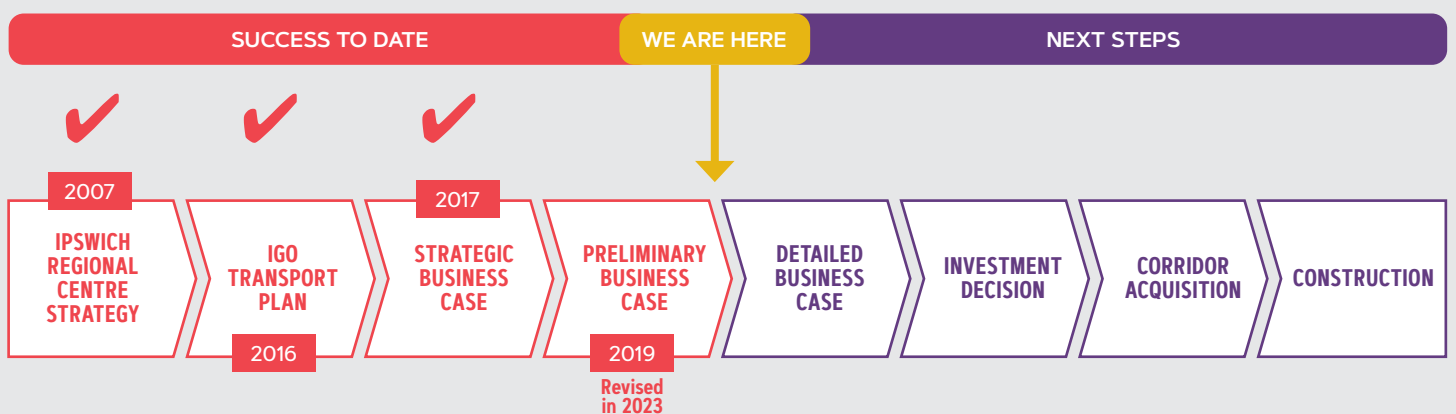 SUCCESS TO DATE
WE ARE HERE
NEXT STEPS
2007
IPSWICH
REGIONAL
CENTRE
STRATEGY
IGO
TRANSPORT
PLAN
2016
2017
STRATEGIC
BUSINESS
CASE
PRELIMINARY
BUSINESS
CASE
2019
Revised
in 2023
DETAILED
BUSINESS
CASE
INVESTMENT
DECISION
CORRIDOR
ACQUISITION
CONSTRUCTION